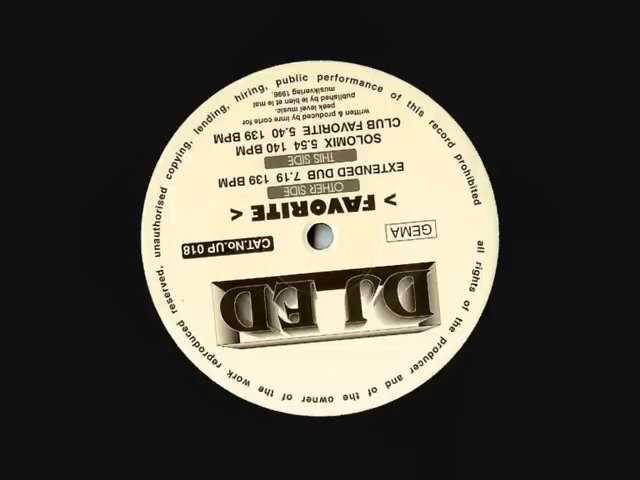 DJ ED
GEMA
CAT.No.UP 018
> FAVORITE <
OTHER SIDE
EXTENDED DUB 7.19 139 BPM
THIS SIDE
SOLOMIX 5.54 140 BPM
CLUB FAVORITE 5.40 139 BPM
written & produced by imre corte for
peak level music.
published by le bien et le mal
musikverlag 1996.
all rights of the producer and of the owner of the work reproduced reserved, unauthorised copying, lending, hiring, public performance of this record prohibited